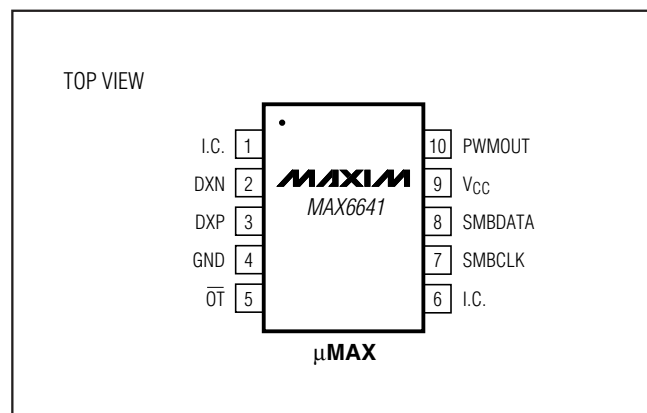 TOP VIEW
I.C. 1
DXN 2
DXP 3
GND 4
O̅T̅ 5
10 PWMOUT
9 VCC
8 SMBDATA
7 SMBCLK
6 I.C.
MAXIM
MAX6641
µMAX